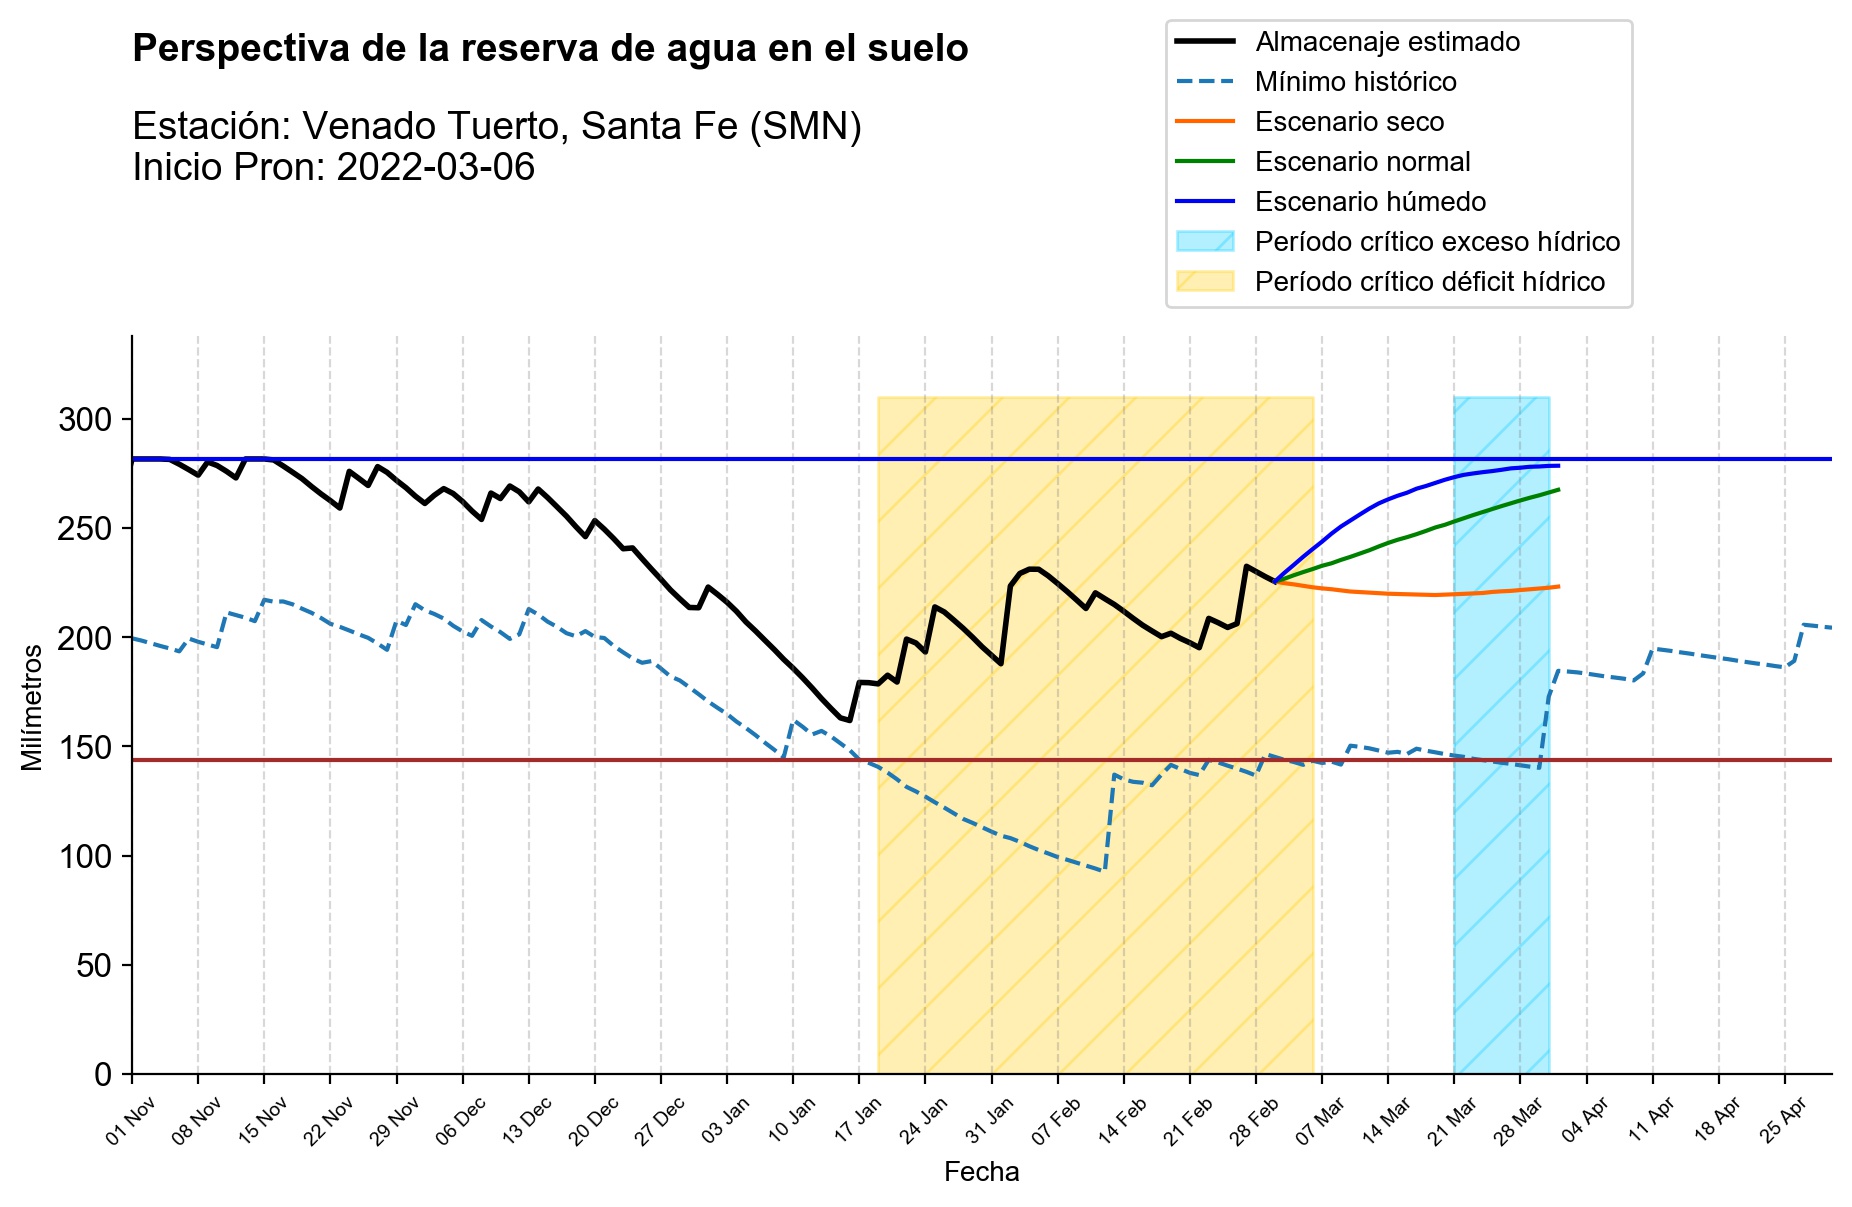 Perspectiva de la reserva de agua en el suelo
Estación: Venado Tuerto, Santa Fe (SMN)
Inicio Pron: 2022-03-06
Almacenaje estimado
Mínimo histórico
Escenario seco
Escenario normal
Escenario húmedo
Período crítico exceso hídrico
Período crítico déficit hídrico
300
250
200
150
100
50
0
Milímetros
01 Nov
08 Nov
15 Nov
22 Nov
29 Nov
06 Dec
13 Dec
20 Dec
27 Dec
03 Jan
10 Jan
17 Jan
24 Jan
31 Jan
07 Feb
14 Feb
21 Feb
28 Feb
07 Mar
14 Mar
21 Mar
28 Mar
04 Apr
11 Apr
18 Apr
25 Apr
Fecha